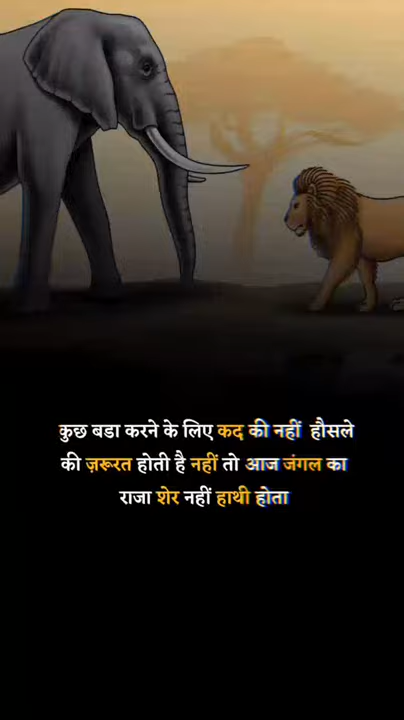 कुछ बडा करने के लिए कद की नहीं हौसले
की ज़रूरत होती है नहीं तो आज जंगल का
राजा शेर नहीं हाथी होता